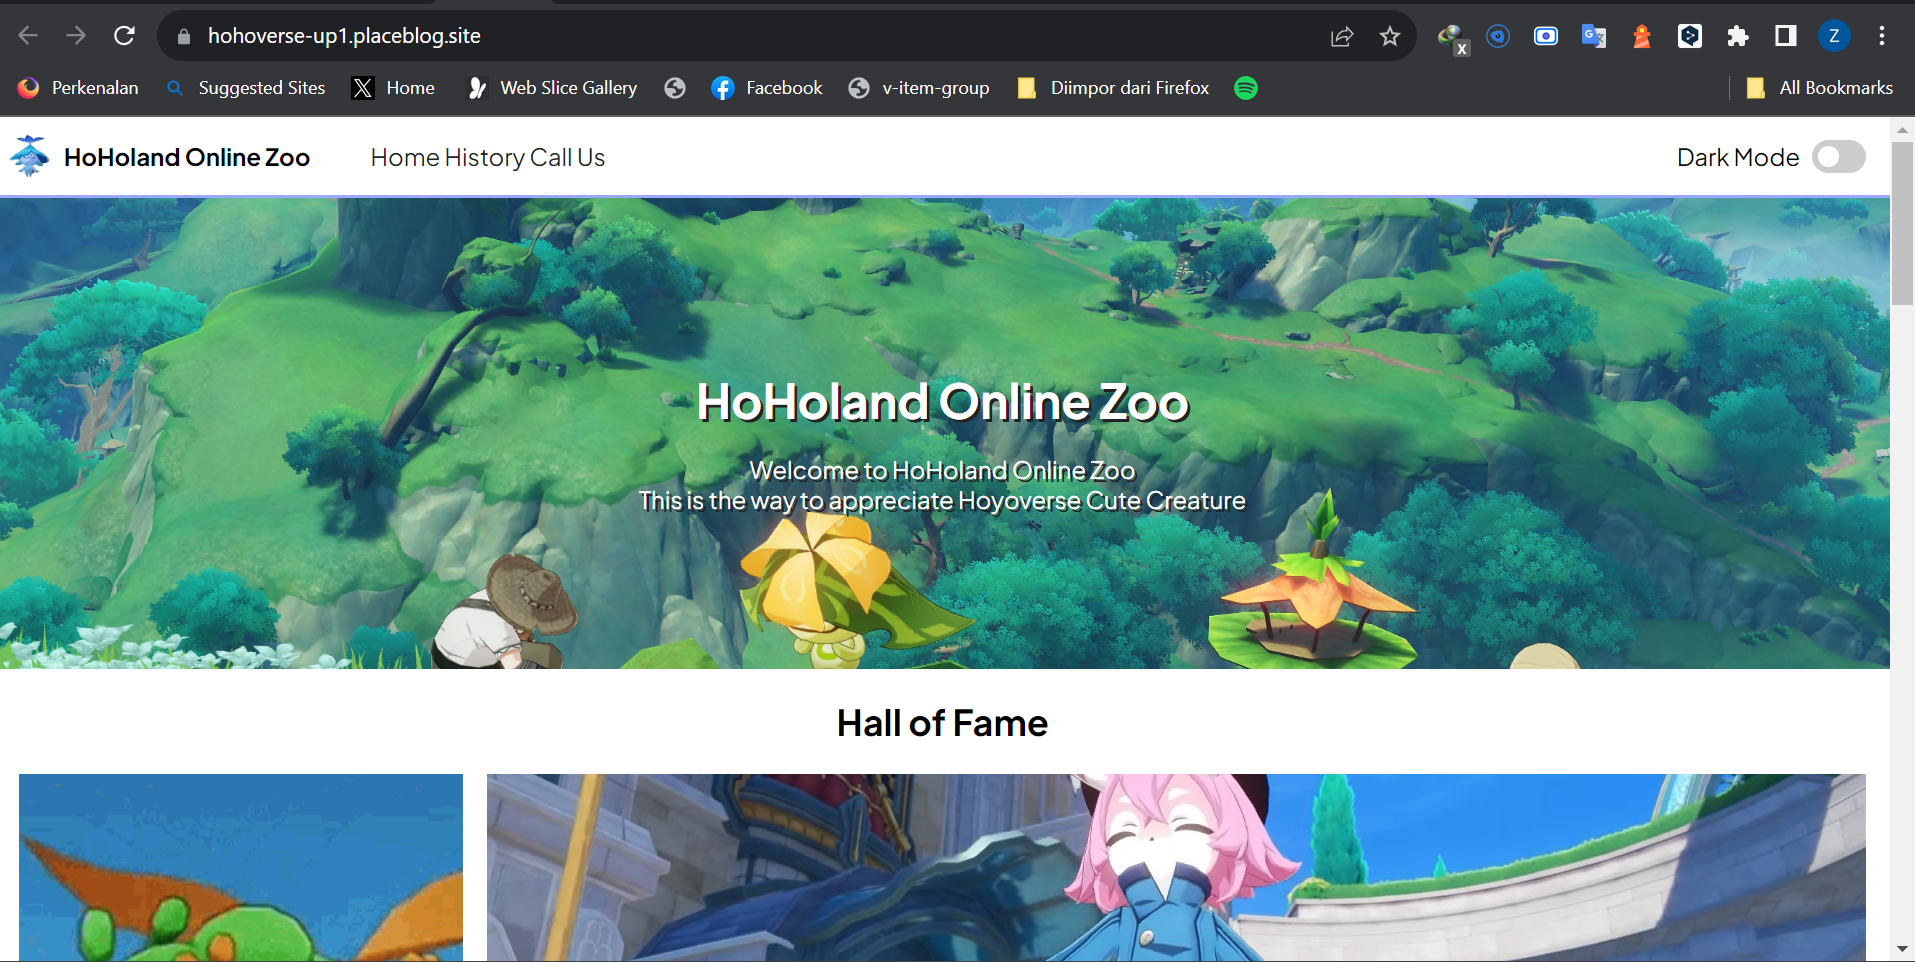 hohoverse-up1.placeblog.site
x
G
Z
Perkenalan
Suggested Sites
Home
Web Slice Gallery
Facebook
v-item-group
Diimpor dari Firefox
All Bookmarks
HoHoland Online Zoo
Home History Call Us
Dark Mode
HoHoland Online Zoo
Welcome to HoHoland Online Zoo
This is the way to appreciate Hoyoverse Cute Creature
Hall of Fame